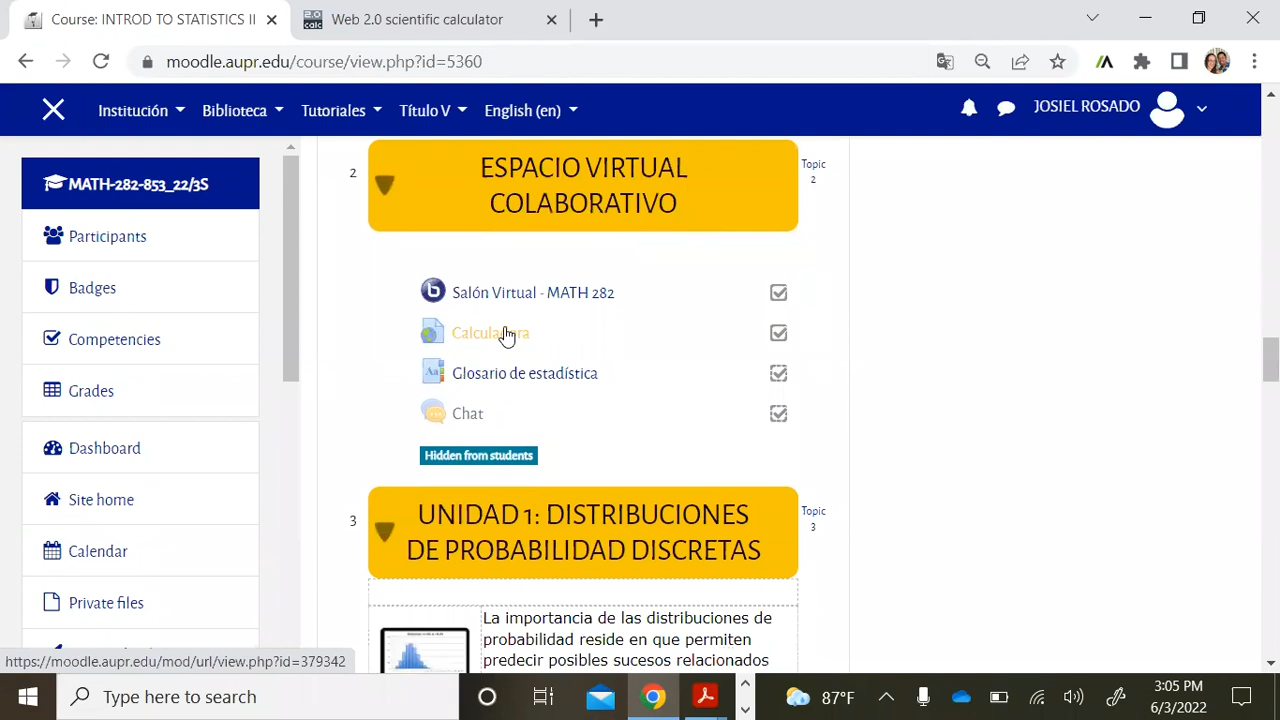 Course: INTROD TO STATISTICS II
Web 2.0 scientific calculator
moodle.aupr.edu/course/view.php?id=5360
Institución
Biblioteca
Tutoriales
Título V
English (en)
JOSIEL ROSADO
MATH-282-853_22/3S
Participants
Badges
Competencies
Grades
Dashboard
Site home
Calendar
Private files
2
ESPACIO VIRTUAL
COLABORATIVO
Topic
2
Salón Virtual - MATH 282
Calculadora
Glosario de estadística
Chat
Hidden from students
3
UNIDAD 1: DISTRIBUCIONES
DE PROBABILIDAD DISCRETAS
Topic
3
La importancia de las distribuciones de
probabilidad reside en que permiten
predecir posibles sucesos relacionados
https://moodle.aupr.edu/mod/url/view.php?id=379342
Type here to search
87°F
3:05 PM
6/3/2022